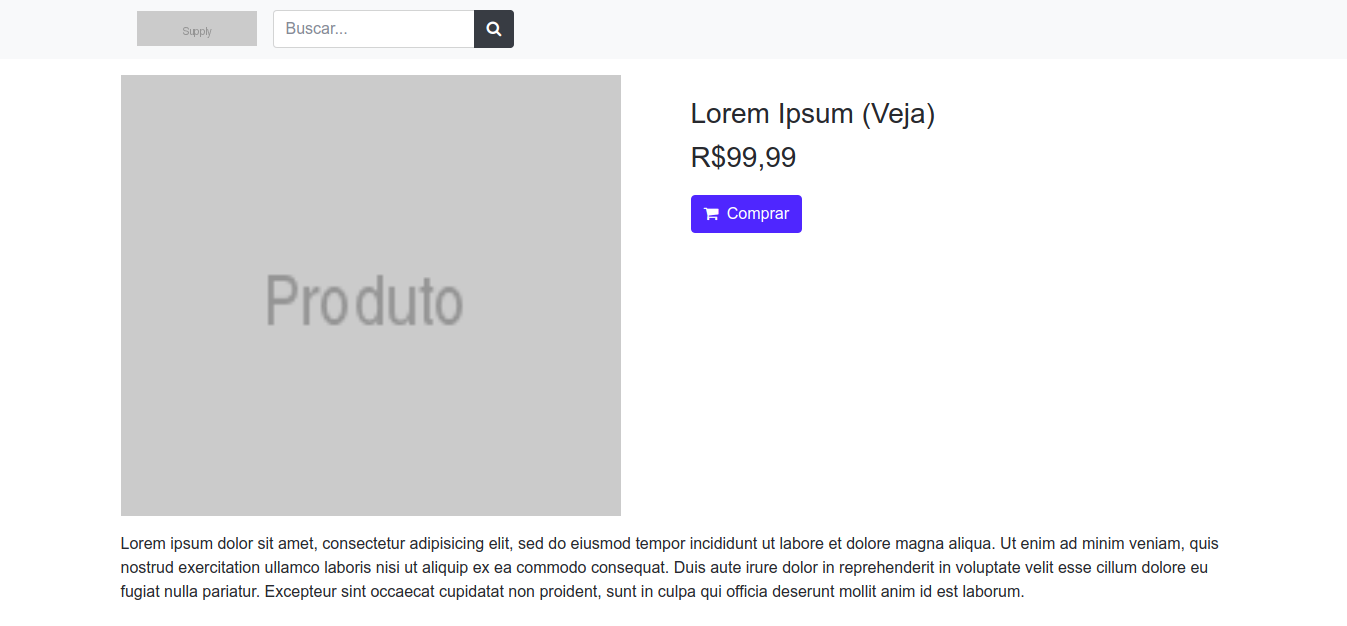 Supply
Buscar...
Lorem Ipsum (Veja)
R$99,99
Comprar
Produto
Lorem ipsum dolor sit amet, consectetur adipisicing elit, sed do eiusmod tempor incididunt ut labore et dolore magna aliqua. Ut enim ad minim veniam, quis
nostrud exercitation ullamco laboris nisi ut aliquip ex ea commodo consequat. Duis aute irure dolor in reprehenderit in voluptate velit esse cillum dolore eu
fugiat nulla pariatur. Excepteur sint occaecat cupidatat non proident, sunt in culpa qui officia deserunt mollit anim id est laborum.